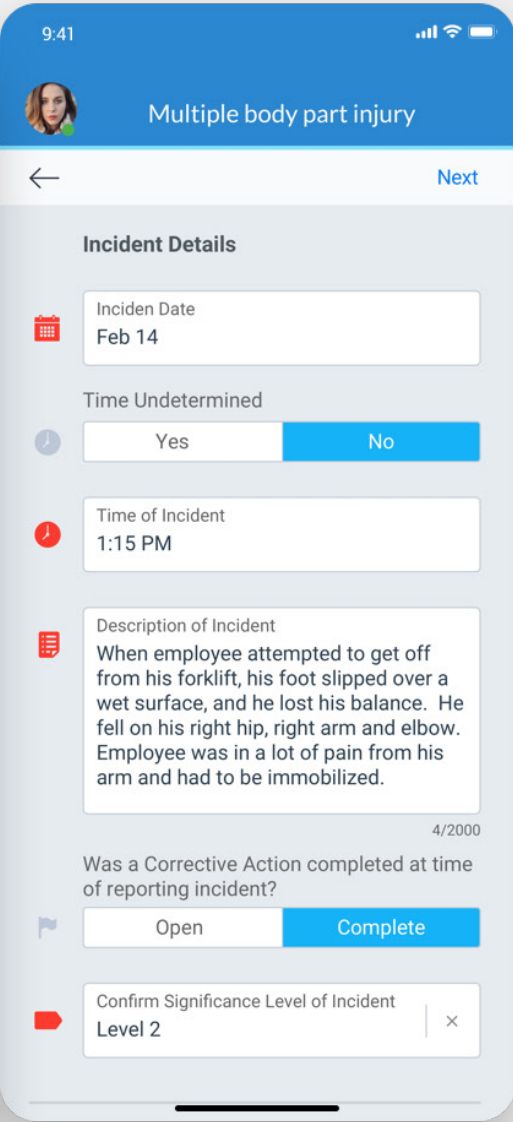 9:41
Multiple body part injury
Next
Incident Details
Inciden Date
Feb 14
Time Undetermined
Yes No
Time of Incident
1:15 PM
Description of Incident
When employee attempted to get off
from his forklift, his foot slipped over a
wet surface, and he lost his balance.  He
fell on his right hip, right arm and elbow.
Employee was in a lot of pain from his
arm and had to be immobilized.
4/2000
Was a Corrective Action completed at time
of reporting incident?
Open Complete
Confirm Significance Level of Incident
Level 2